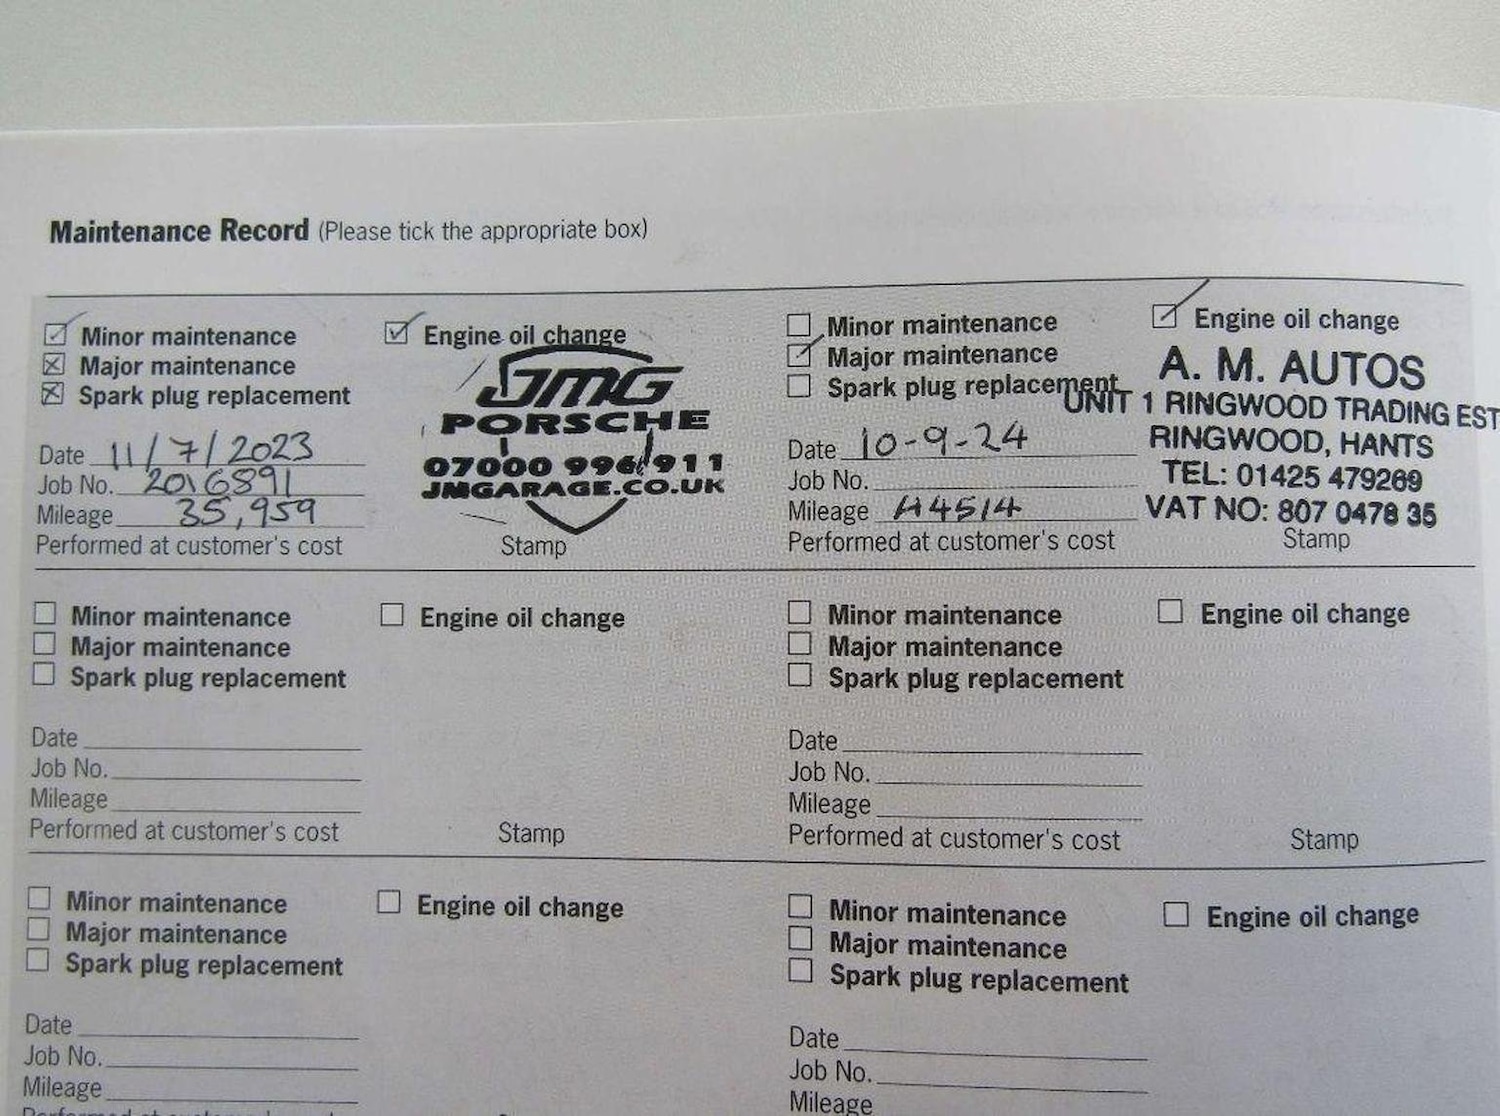 Maintenance Record (Please tick the appropriate box)
Minor maintenance
Major maintenance
Spark plug replacement
Date 11/7/2023
Job No. 2016891
Mileage 35,959
Performed at customer's cost
Engine oil change
JMG
PORSCHE
07000 996 911
JMGARAGE.CO.UK
Stamp
Minor maintenance
Major maintenance
Spark plug replacement
Date 10-9-24
Job No.
Mileage 44514
Performed at customer's cost
Engine oil change
A. M. AUTOS
UNIT 1 RINGWOOD TRADING EST
RINGWOOD, HANTS
TEL: 01425 479269
VAT NO: 807 0478 35
Stamp
Minor maintenance
Major maintenance
Spark plug replacement
Date
Job No.
Mileage
Performed at customer's cost
Engine oil change
Stamp
Minor maintenance
Major maintenance
Spark plug replacement
Date
Job No.
Mileage
Performed at customer's cost
Engine oil change
Stamp
Minor maintenance
Major maintenance
Spark plug replacement
Date
Job No.
Mileage
Performed at customer's cost
Engine oil change
Minor maintenance
Major maintenance
Spark plug replacement
Date
Job No.
Mileage
Engine oil change